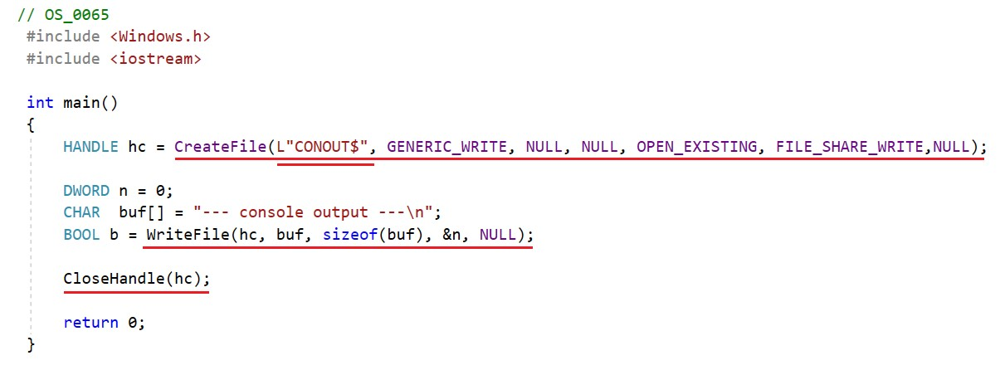 // OS_0065
#include <Windows.h>
#include <iostream>
int main()
{
HANDLE hc = CreateFile(L"CONOUT$", GENERIC_WRITE, NULL, NULL, OPEN_EXISTING, FILE_SHARE_WRITE,NULL);
DWORD n = 0;
CHAR  buf[] = "--- console output ---\n";
BOOL b = WriteFile(hc, buf, sizeof(buf), &n, NULL);
CloseHandle(hc);
return 0;
}